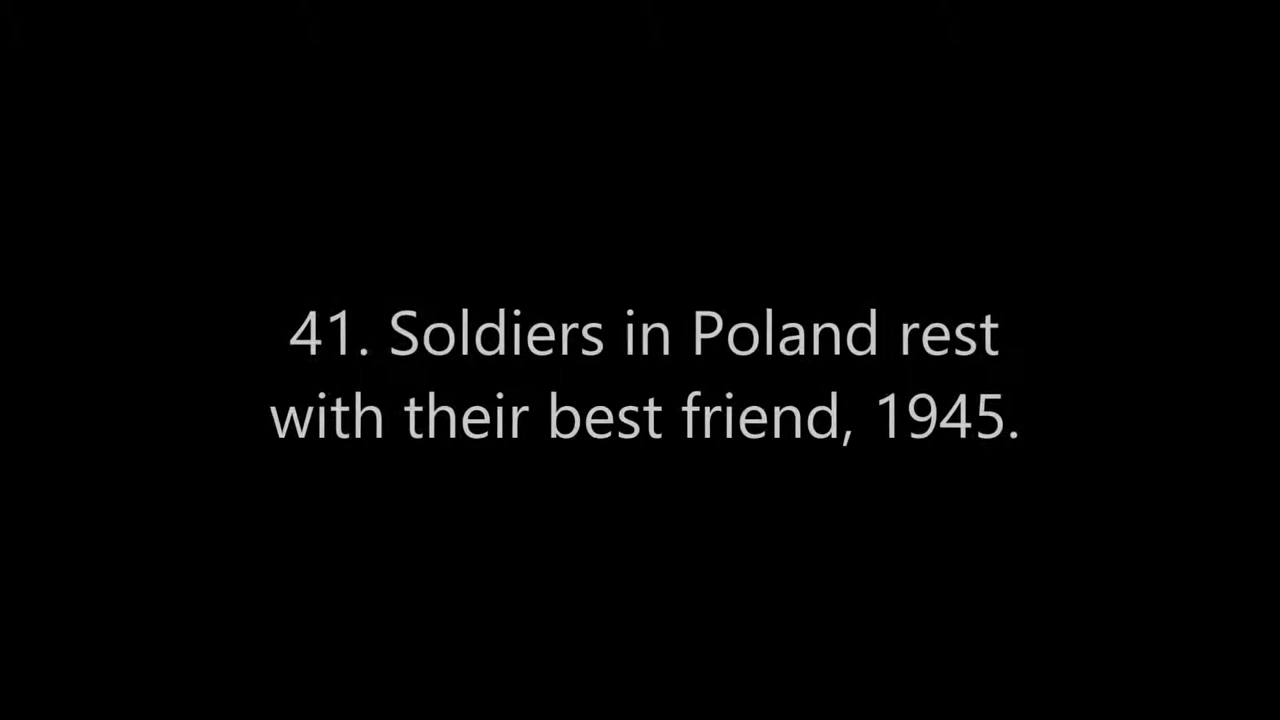 41. Soldiers in Poland rest
with their best friend, 1945.